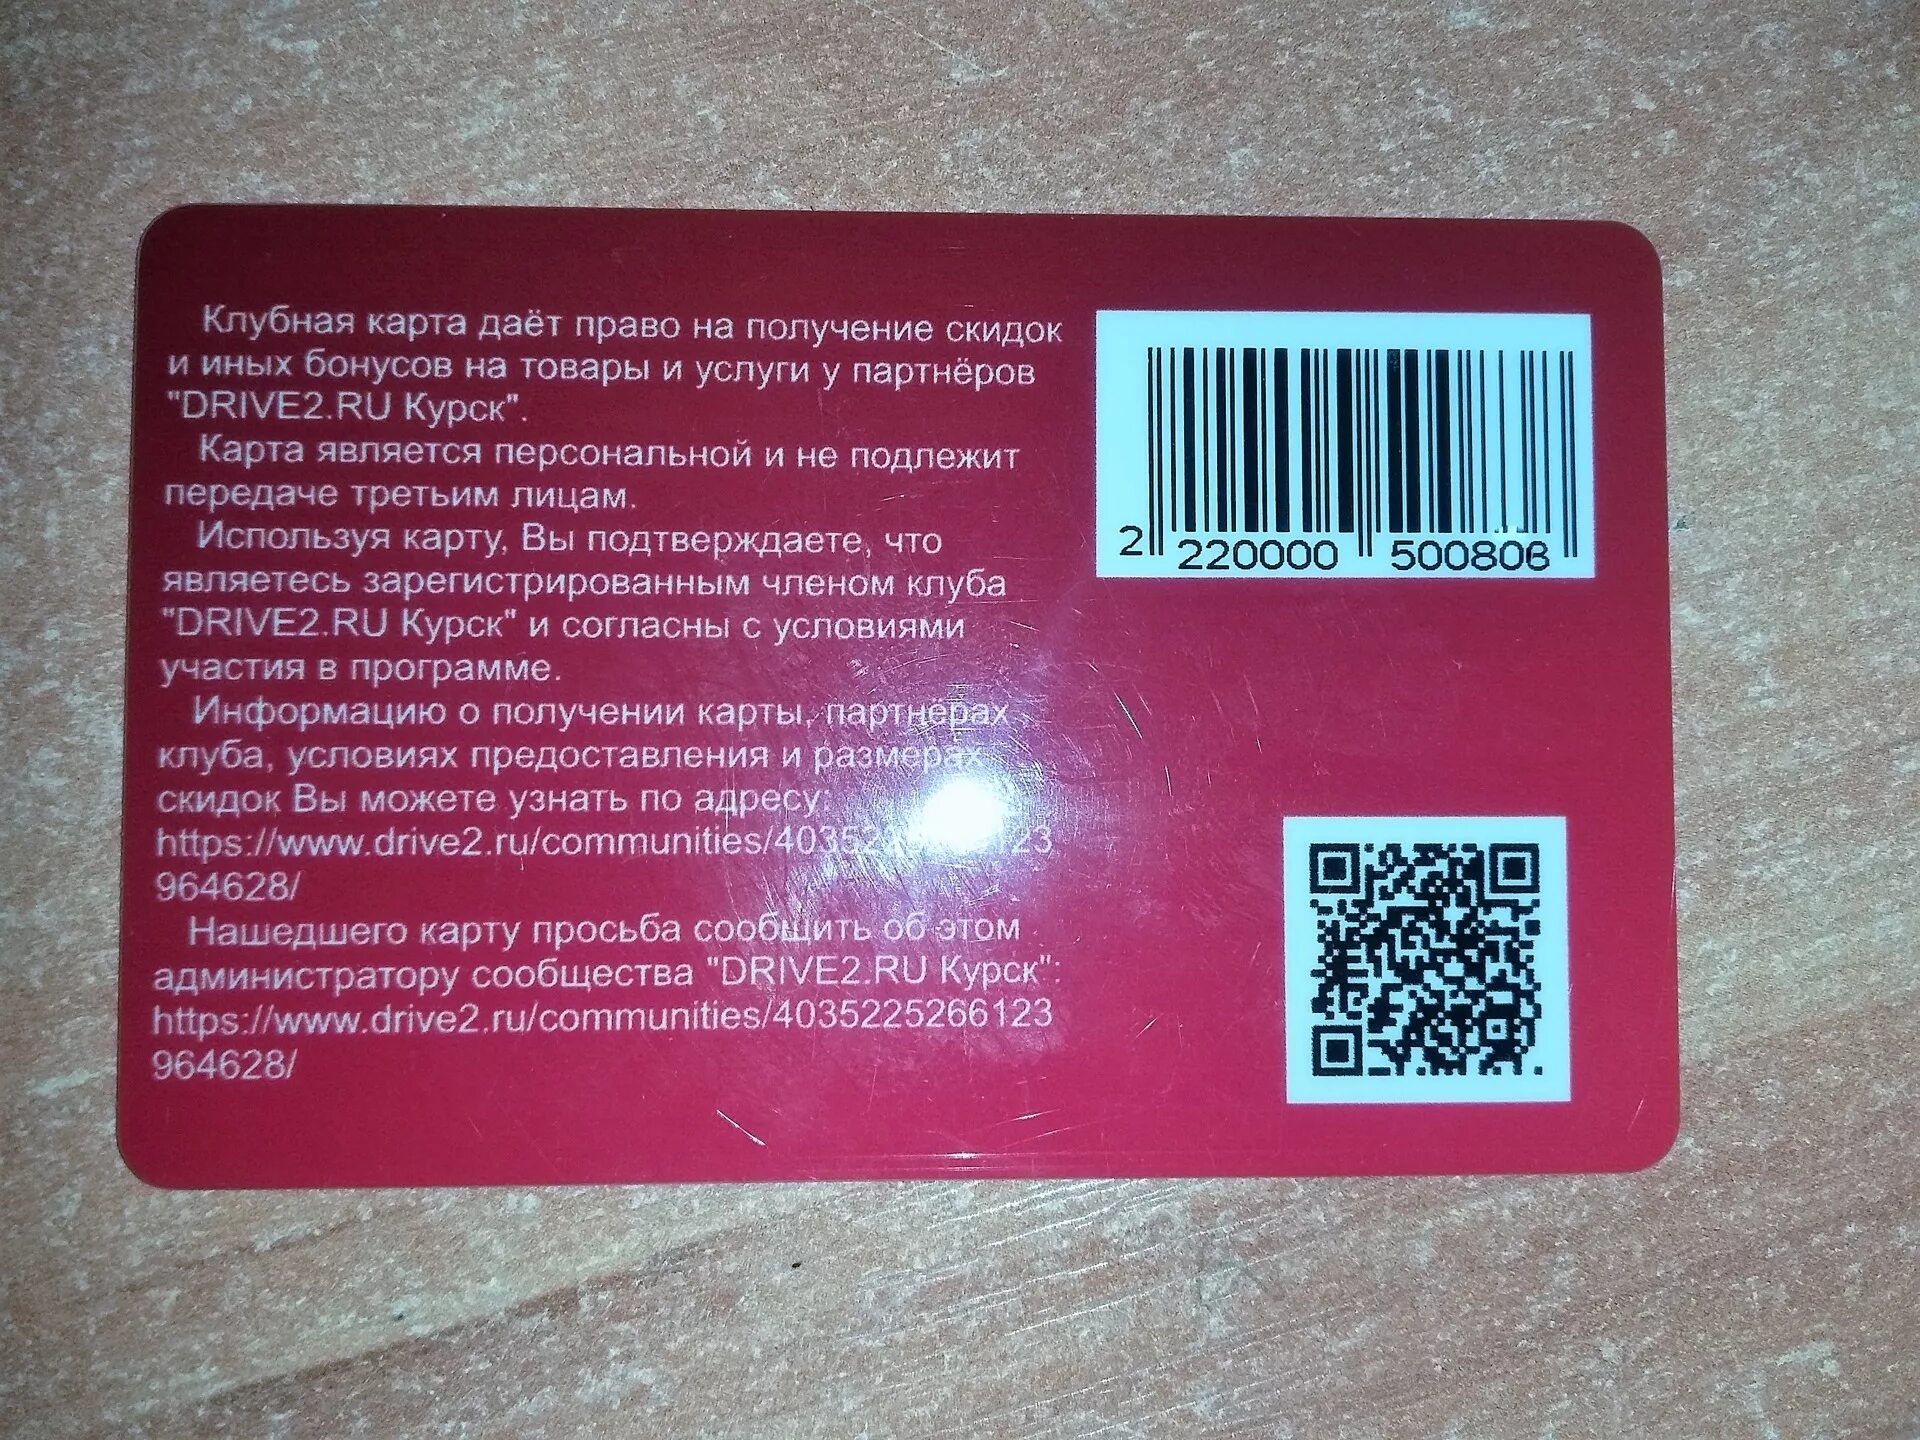 Клубная карта даёт право на получение скидок
и иных бонусов на товары и услуги у партнёров
"DRIVE2.RU Курск".
Карта является персональной и не подлежит
передаче третьим лицам.
Используя карту, Вы подтверждаете, что
являетесь зарегистрированным членом клуба
"DRIVE2.RU Курск" и согласны с условиями
участия в программе.
Информацию о получении карты, партнёрах
клуба, условиях предоставления и размерах
скидок Вы можете узнать по адресу:
964628/
Нашедшего карту просьба сообщить об этом
администратору сообщества "DRIVE2.RU Курск":
https://www.drive2.ru/communities/4035225266123
964628/
2 220000 500806